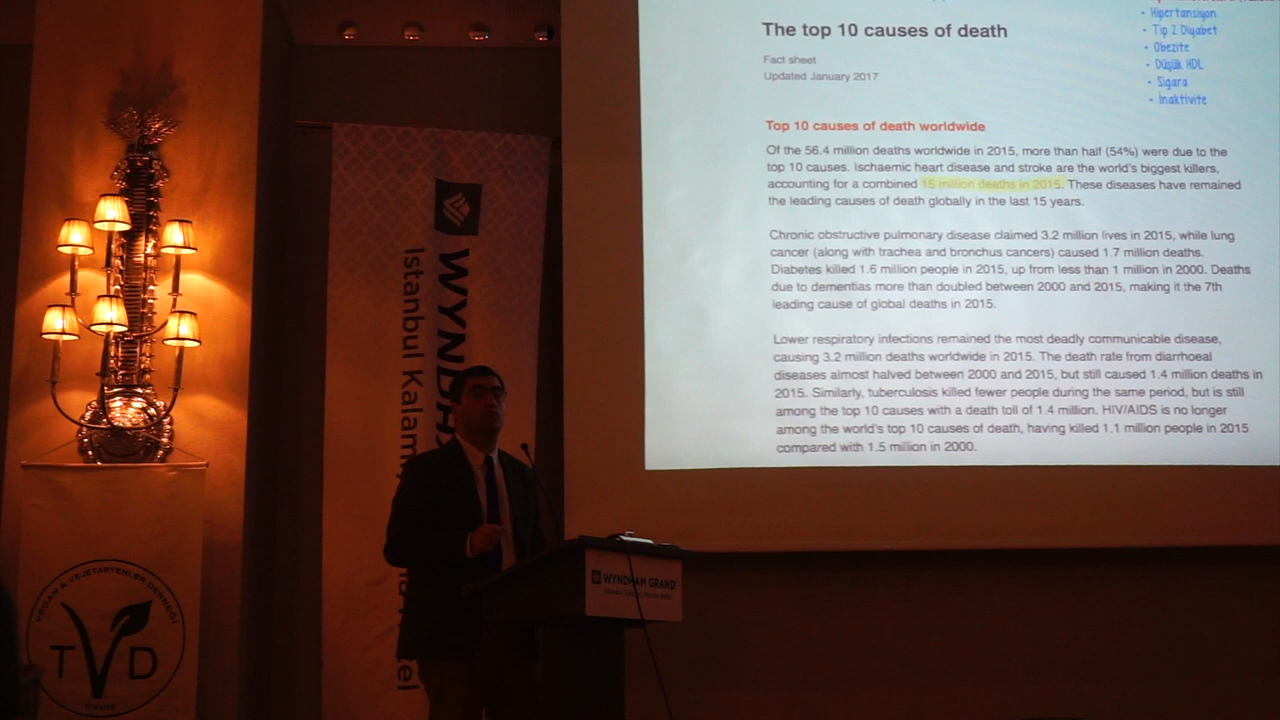 The top 10 causes of death
Fact sheet
Updated January 2017
Top 10 causes of death worldwide
Of the 56.4 million deaths worldwide in 2015, more than half (54%) were due to the
top 10 causes. Ischaemic heart disease and stroke are the world's biggest killers,
accounting for a combined 15 million deaths in 2015. These diseases have remained
the leading causes of death globally in the last 15 years.
Chronic obstructive pulmonary disease claimed 3.2 million lives in 2015, while lung
cancer (along with trachea and bronchus cancers) caused 1.7 million deaths.
Diabetes killed 1.6 million people in 2015, up from less than 1 million in 2000. Deaths
due to dementias more than doubled between 2000 and 2015, making it the 7th
leading cause of global deaths in 2015.
Lower respiratory infections remained the most deadly communicable disease,
causing 3.2 million deaths worldwide in 2015. The death rate from diarrhoeal
diseases almost halved between 2000 and 2015, but still caused 1.4 million deaths in
2015. Similarly, tuberculosis killed fewer people during the same period, but is still
among the top 10 causes with a death toll of 1.4 million. HIV/AIDS is no longer
among the world's top 10 causes of death, having killed 1.1 million people in 2015
compared with 1.5 million in 2000.
- Hipertansiyon
- Tip 2 Diyabet
- Obezite
- Düşük HDL
- Sigara
- İnaktivite
Istanbul
WYNDHAM GRAND
VEGAN & VEJETARYENLER DERNEĞİ
TVD